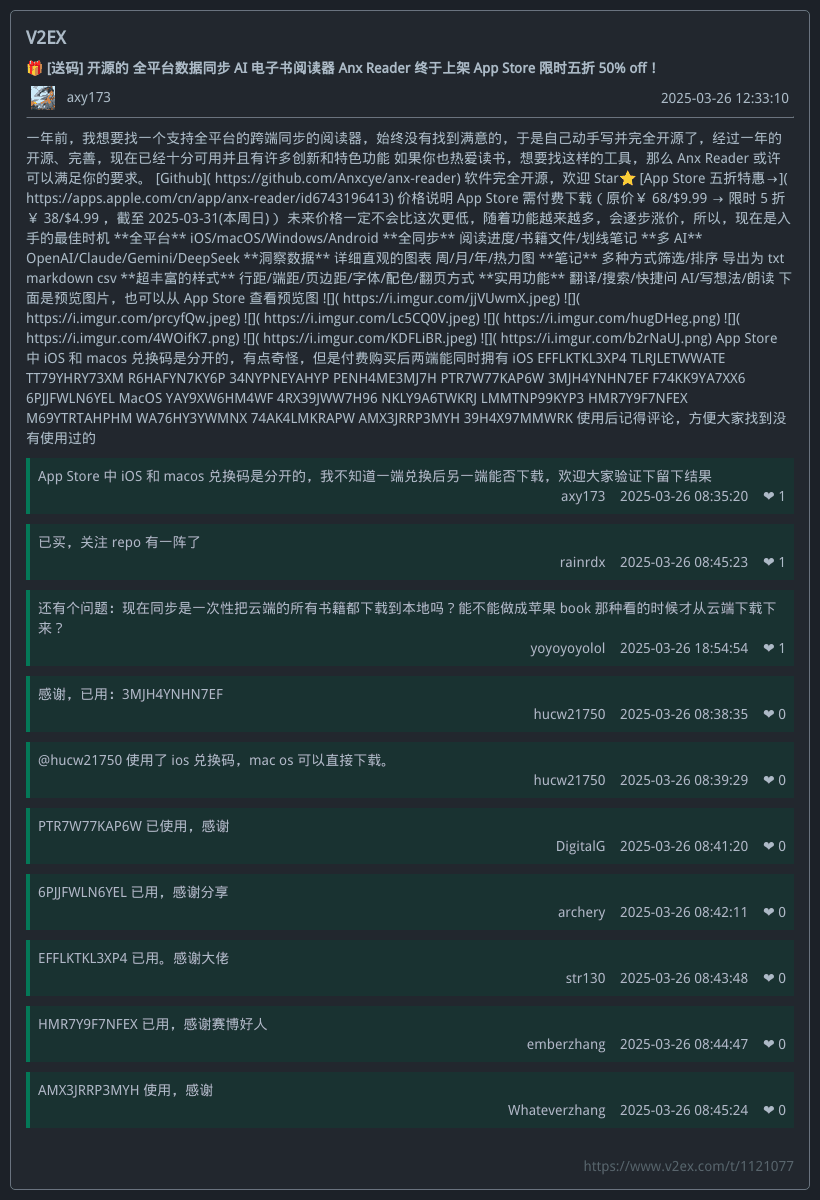 V2EX
🎁 [送码] 开源的 全平台数据同步 AI 电子书阅读器 Anx Reader 终于上架 App Store 限时五折 50% off！
axy173 2025-03-26 12:33:10
一年前，我想要找一个支持全平台的跨端同步的阅读器，始终没有找到满意的，于是自己动手写并完全开源了，经过一年的
开源、完善，现在已经十分可用并且有许多创新和特色功能 如果你也热爱读书，想要找这样的工具，那么 Anx Reader 或许
可以满足你的要求。 [Github]( https://github.com/Anxcye/anx-reader) 软件完全开源，欢迎 Star⭐ [App Store 五折特惠→](
https://apps.apple.com/cn/app/anx-reader/id6743196413) 价格说明 App Store 需付费下载（ 原价￥ 68/$9.99 → 限时 5 折
￥ 38/$4.99 ，截至 2025-03-31(本周日)） 未来价格一定不会比这次更低，随着功能越来越多，会逐步涨价，所以，现在是入
手的最佳时机 **全平台** iOS/macOS/Windows/Android **全同步** 阅读进度/书籍文件/划线笔记 **多 AI**
OpenAI/Claude/Gemini/DeepSeek **洞察数据** 详细直观的图表 周/月/年/热力图 **笔记** 多种方式筛选/排序 导出为 txt
markdown csv **超丰富的样式** 行距/端距/页边距/字体/配色/翻页方式 **实用功能** 翻译/搜索/快捷问 AI/写想法/朗读 下
面是预览图片，也可以从 App Store 查看预览图 ![]( https://i.imgur.com/jjVUwmX.jpeg) ![](
https://i.imgur.com/prcyfQw.jpeg) ![]( https://i.imgur.com/Lc5CQ0V.jpeg) ![]( https://i.imgur.com/hugDHeg.png) ![](
https://i.imgur.com/4WOifK7.png) ![]( https://i.imgur.com/KDFLiBR.jpeg) ![]( https://i.imgur.com/b2rNaUJ.png) App Store
中 iOS 和 macos 兑换码是分开的，有点奇怪，但是付费购买后两端能同时拥有 iOS EFFLKTKL3XP4 TLRJLETWWATE
TT79YHRY73XM R6HAFYN7KY6P 34NYPNEYAHYP PENH4ME3MJ7H PTR7W77KAP6W 3MJH4YNHN7EF F74KK9YA7XX6
6PJJFWLN6YEL MacOS YAY9XW6HM4WF 4RX39JWW7H96 NKLY9A6TWKRJ LMMTNP99KYP3 HMR7Y9F7NFEX
M69YTRTAHPHM WA76HY3YWMNX 74AK4LMKRAPW AMX3JRRP3MYH 39H4X97MMWRK 使用后记得评论，方便大家找到没
有使用过的
App Store 中 iOS 和 macos 兑换码是分开的，我不知道一端兑换后另一端能否下载，欢迎大家验证下留下结果
axy173 2025-03-26 08:35:20 ❤ 1
已买，关注 repo 有一阵了
rainrdx 2025-03-26 08:45:23 ❤ 1
还有个问题：现在同步是一次性把云端的所有书籍都下载到本地吗？能不能做成苹果 book 那种看的时候才从云端下载下
来？
yoyoyoyolol 2025-03-26 18:54:54 ❤ 1
感谢，已用：3MJH4YNHN7EF
hucw21750 2025-03-26 08:38:35 ❤ 0
@hucw21750 使用了 ios 兑换码，mac os 可以直接下载。
hucw21750 2025-03-26 08:39:29 ❤ 0
PTR7W77KAP6W 已使用，感谢
DigitalG 2025-03-26 08:41:20 ❤ 0
6PJJFWLN6YEL 已用，感谢分享
archery 2025-03-26 08:42:11 ❤ 0
EFFLKTKL3XP4 已用。感谢大佬
str130 2025-03-26 08:43:48 ❤ 0
HMR7Y9F7NFEX 已用，感谢赛博好人
emberzhang 2025-03-26 08:44:47 ❤ 0
AMX3JRRP3MYH 使用，感谢
Whateverzhang 2025-03-26 08:45:24 ❤ 0
https://www.v2ex.com/t/1121077